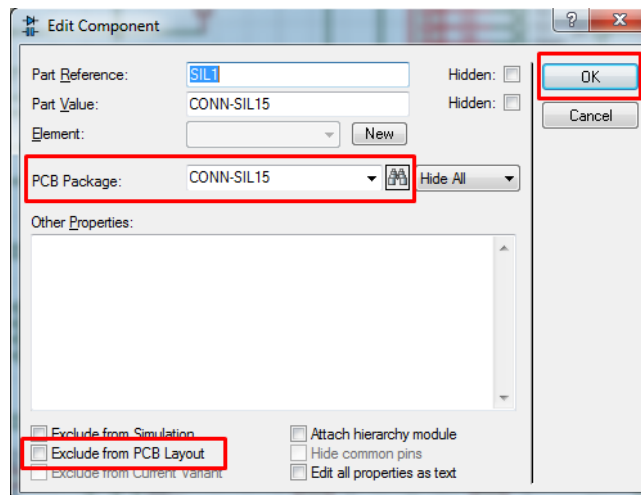 Edit Component
Part Reference: SIL1 Hidden:
Part Value: CONN-SIL15 Hidden:
Element: New
PCB Package: CONN-SIL15 Hide All
Other Properties:
OK
Cancel
Exclude from Simulation Attach hierarchy module
Exclude from PCB Layout Hide common pins
Exclude from Current Variant Edit all properties as text